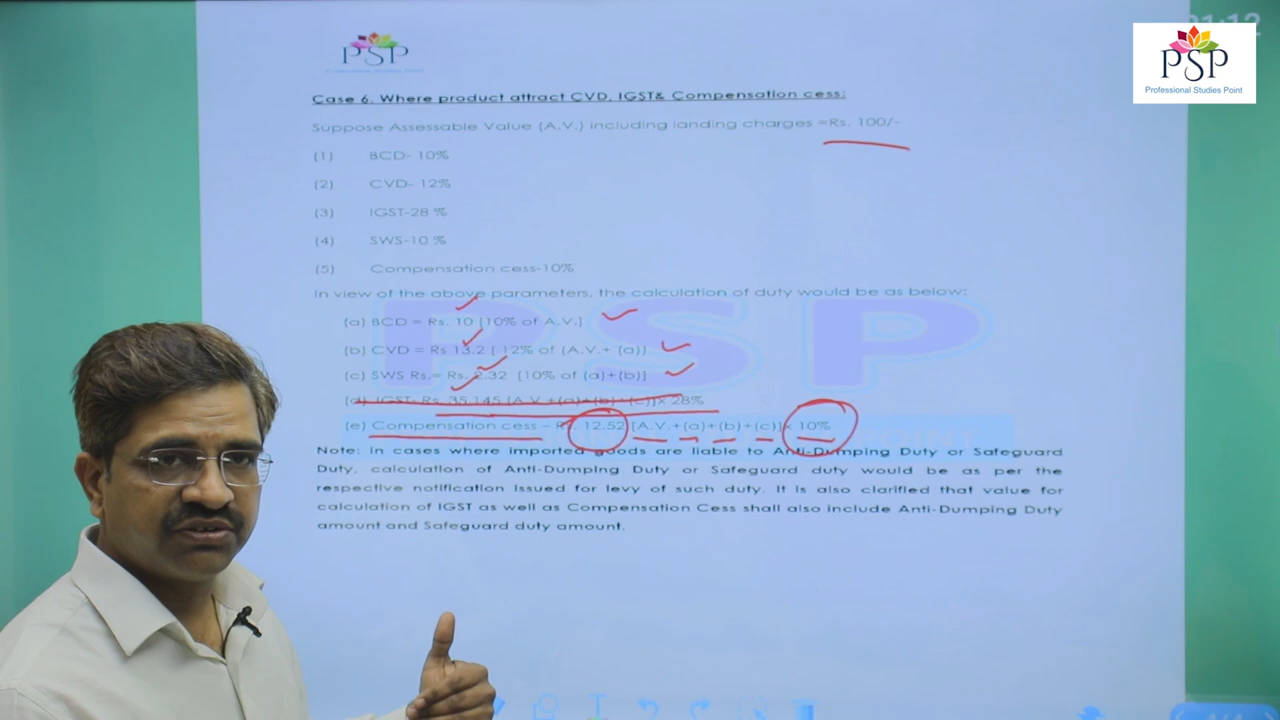 PSP
Professional Studies Point
PSP
Professional Studies Point
Case 6. Where product attract CVD, IGST& Compensation cess:
Suppose Assessable Value (A.V.) including landing charges =Rs. 100/-
(1) BCD- 10%
(2) CVD- 12%
(3) IGST-28 %
(4) SWS-10 %
(5) Compensation cess-10%
In view of the above parameters, the calculation of duty would be as below:
(a) BCD = Rs. 10 [10% of A.V.]
(b) CVD = Rs 13.2 [ 12% of (A.V.+ (a)]
(c) SWS Rs.= Rs. 2.32 [10% of (a)+(b)]
(d) IGST- Rs. 35.145 [A.V.+(a)+(b)+(c)]x 28%
(e) Compensation cess – Rs. 12.52 [A.V.+(a)+(b)+(c)]x 10%
Note: In cases where imported goods are liable to Anti-Dumping Duty or Safeguard
Duty, calculation of Anti-Dumping Duty or Safeguard duty would be as per the
respective notification issued for levy of such duty. It is also clarified that value for
calculation of IGST as well as Compensation Cess shall also include Anti-Dumping Duty
amount and Safeguard duty amount.
PSP